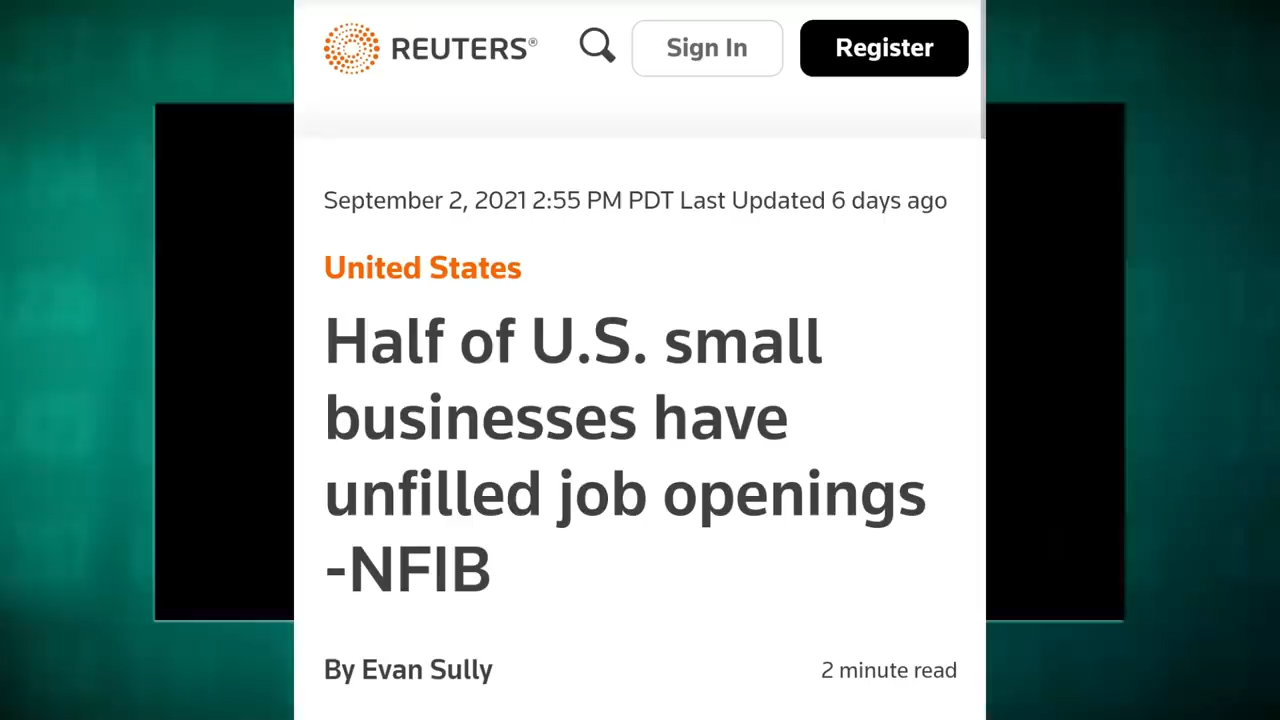 REUTERS®
Sign In
Register
September 2, 2021 2:55 PM PDT Last Updated 6 days ago
United States
Half of U.S. small
businesses have
unfilled job openings
-NFIB
By Evan Sully
2 minute read